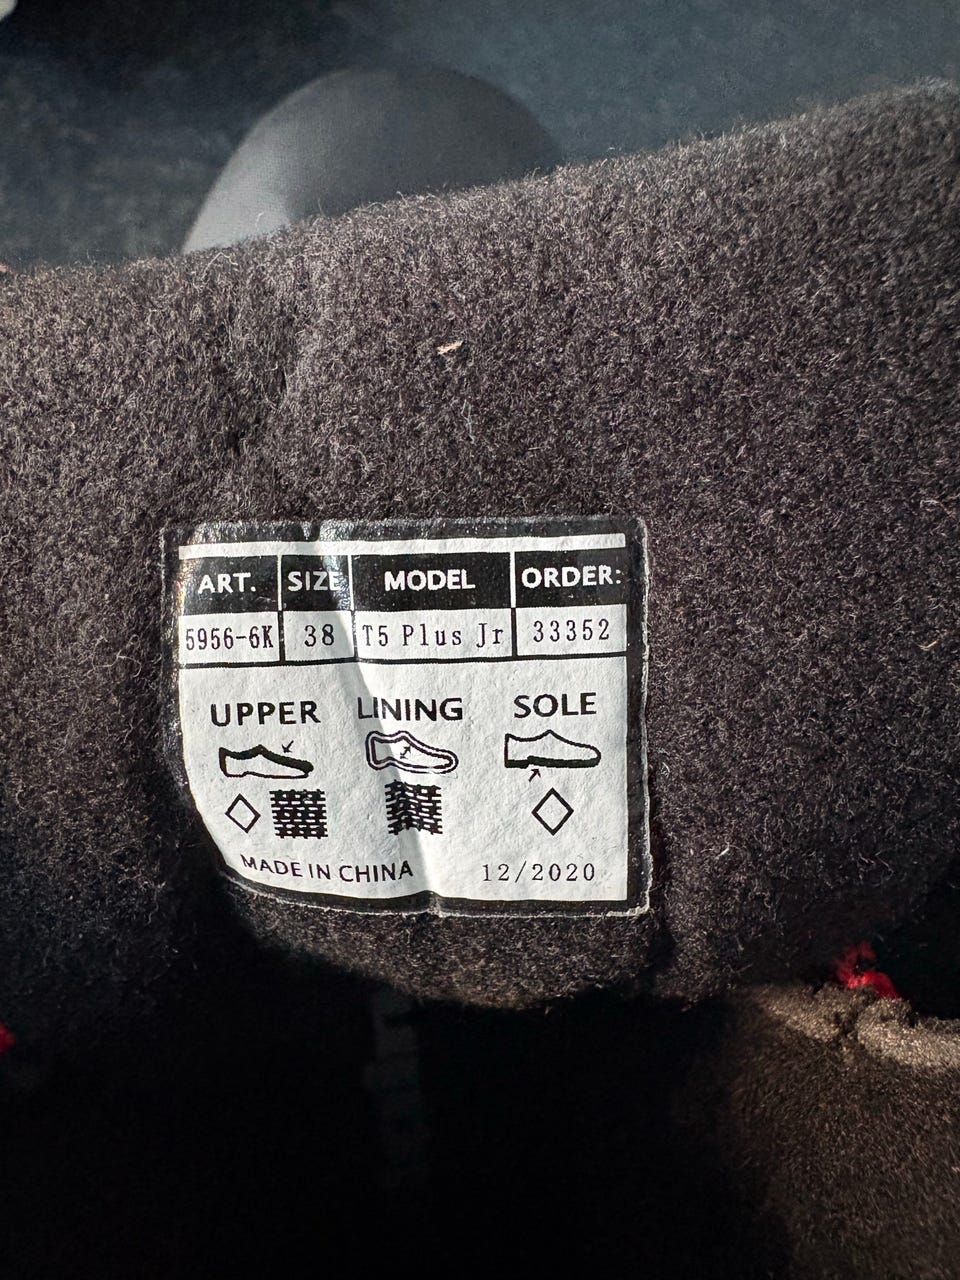 ART. SIZE MODEL ORDER:
5956-6K 38 T5 Plus Jr 33352
UPPER LINING SOLE
MADE IN CHINA 12/2020